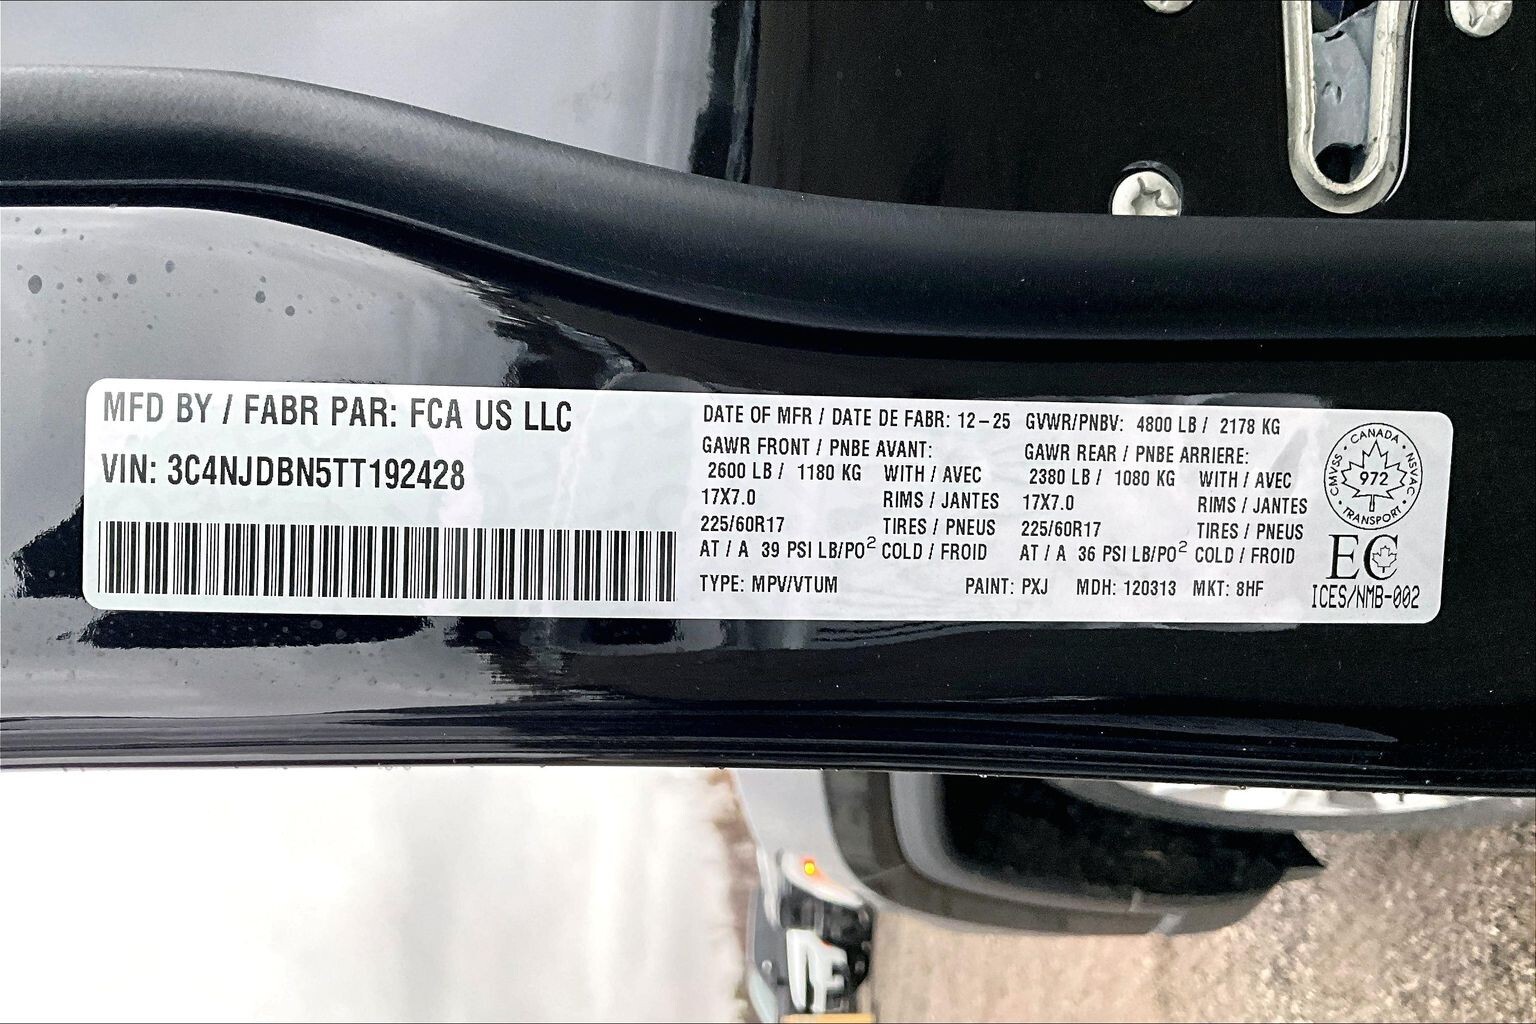 MFD BY / FABR PAR: FCA US LLC
VIN: 3C4NJDBN5TT192428
DATE OF MFR / DATE DE FABR: 12-25 GVWR/PNBV: 4800 LB / 2178 KG
GAWR FRONT / PNBE AVANT: GAWR REAR / PNBE ARRIERE:
2600 LB / 1180 KG WITH / AVEC 2380 LB / 1080 KG WITH / AVEC
17X7.0 RIMS / JANTES 17X7.0 RIMS / JANTES
225/60R17 TIRES / PNEUS 225/60R17 TIRES / PNEUS
AT / A 39 PSI LB/PO² COLD / FROID AT / A 36 PSI LB/PO² COLD / FROID
TYPE: MPV/VTUM PAINT: PXJ MDH: 120313 MKT: 8HF
CMVSS · CANADA · NSVAC · TRANSPORT ·
972
EC
ICES/NMB-002